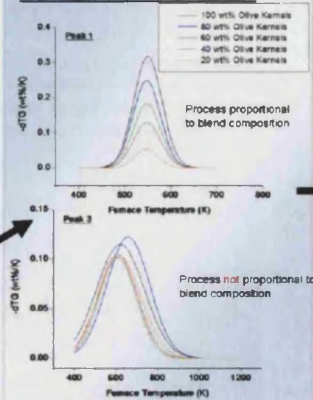 100 wt% Olive Kernels
80 wt% Olive Kernels
60 wt% Olive Kernels
40 wt% Olive Kernels
20 wt% Olive Kernels
Peak 1
0.4
0.3
0.2
0.1
0.0
-dTG (wt%/K)
Process proportional
to blend composition
400 500 600 700 800
Furnace Temperature (K)
Peak 3
0.15
0.10
0.05
0.00
-dTG (wt%/K)
Process not proportional to
blend composition
400 600 800 1000 1200
Furnace Temperature (K)